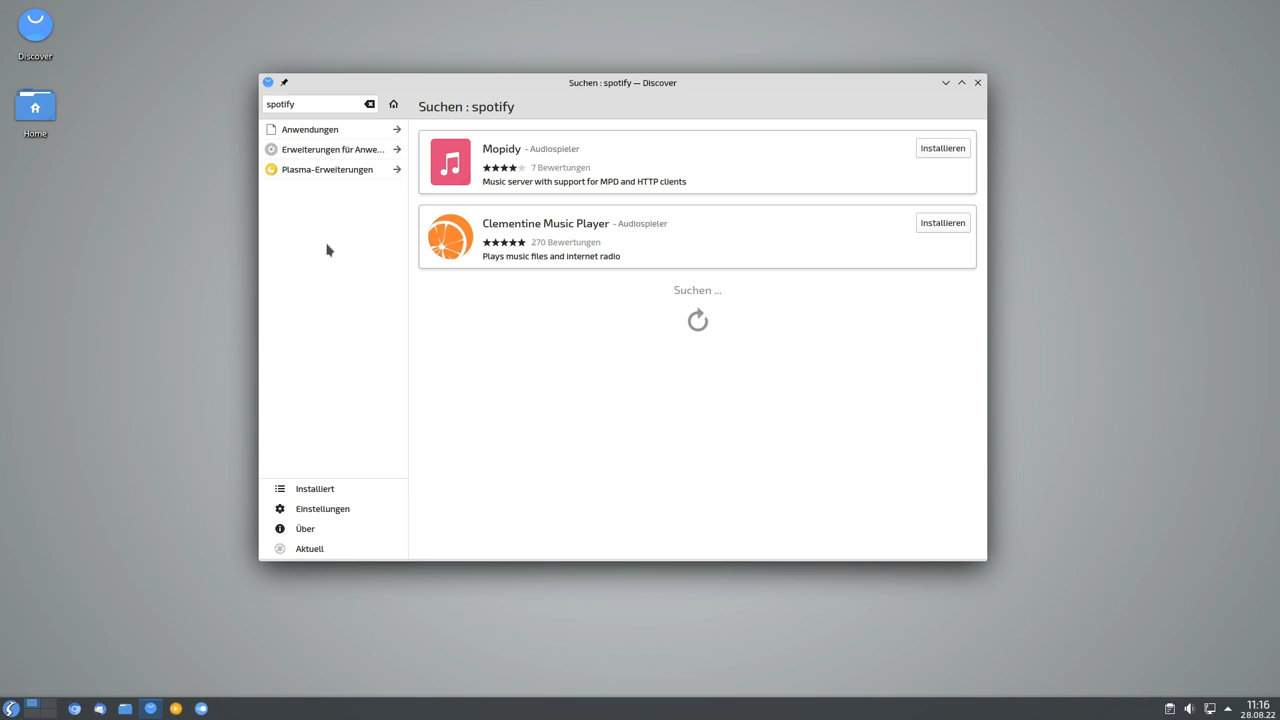 Discover
Home
Suchen : spotify — Discover
spotify
Suchen : spotify
Anwendungen
Erweiterungen für Anwe...
Plasma-Erweiterungen
Mopidy - Audiospieler
Installieren
7 Bewertungen
Music server with support for MPD and HTTP clients
Clementine Music Player - Audiospieler
Installieren
270 Bewertungen
Plays music files and internet radio
Suchen ...
Installiert
Einstellungen
Über
Aktuell
11:16
28.08.22